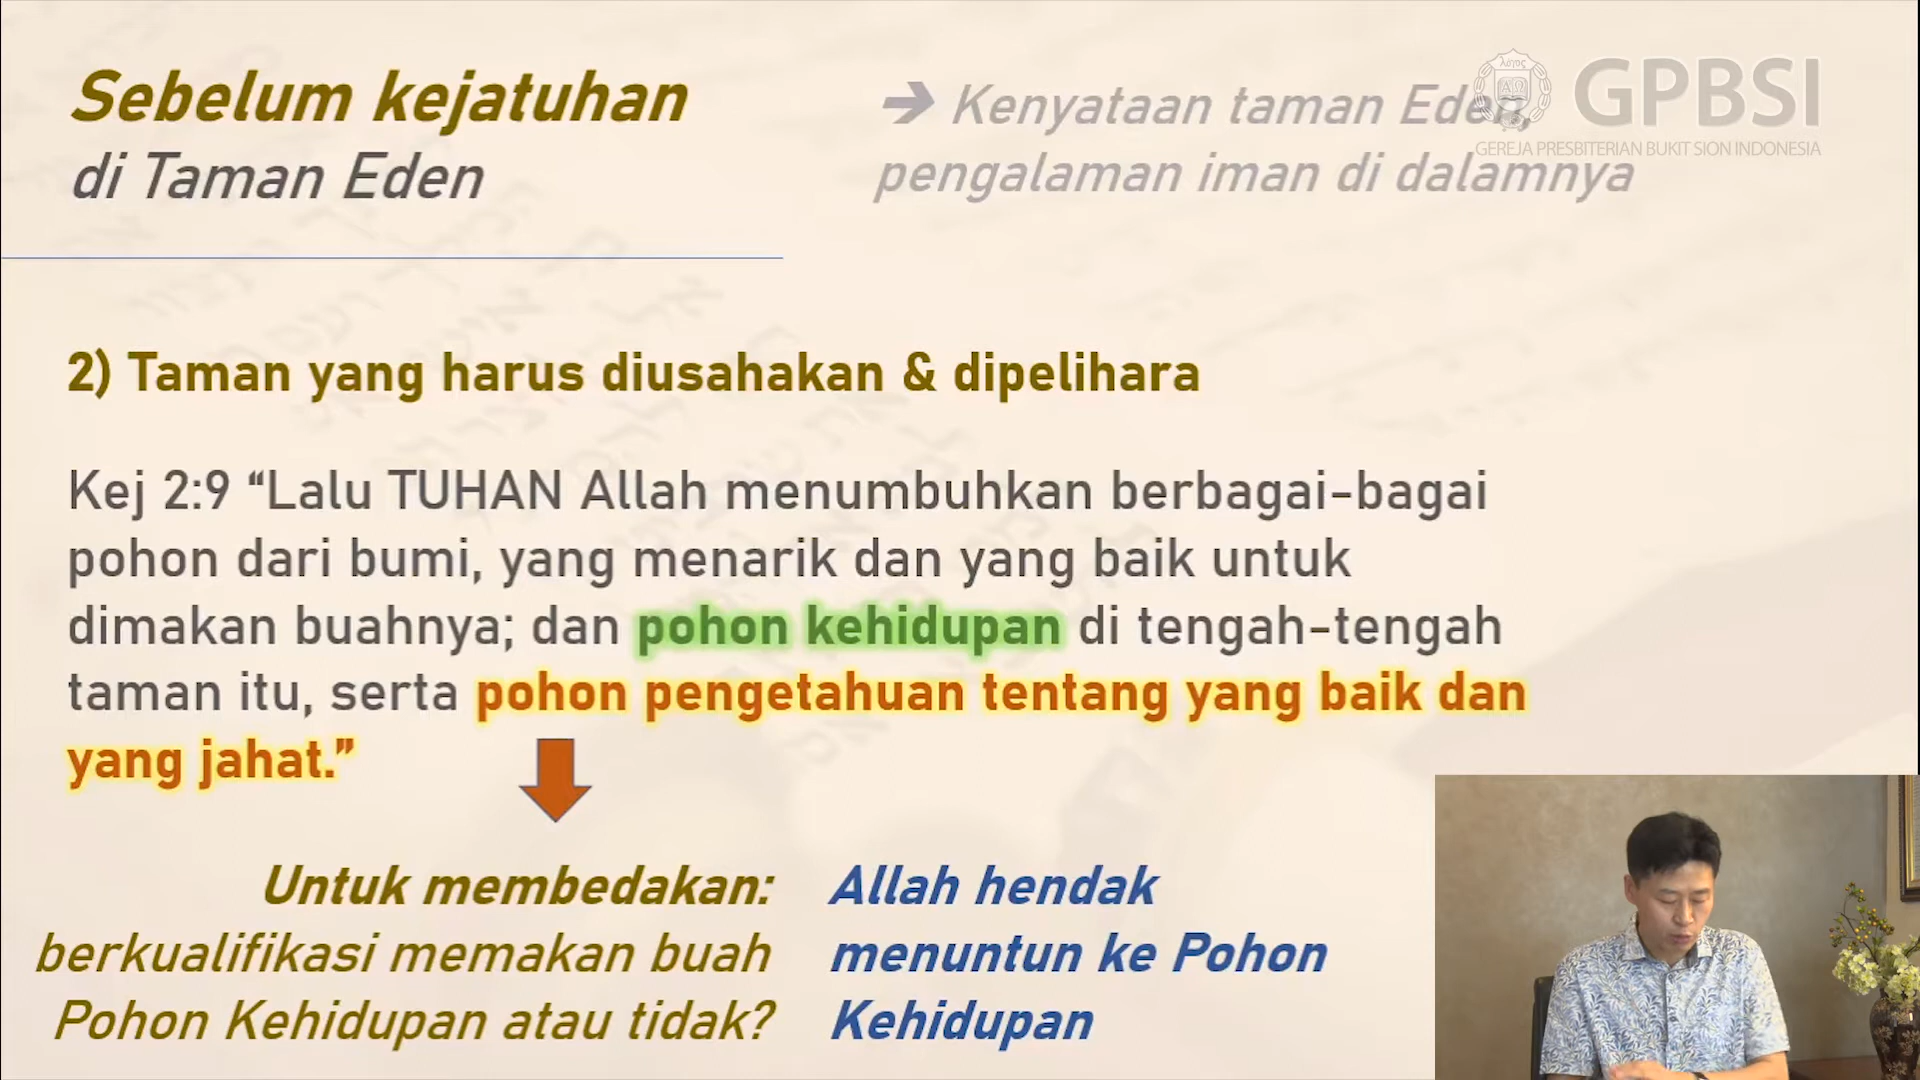 Sebelum kejatuhan
di Taman Eden
➔ Kenyataan taman Eden,
pengalaman iman di dalamnya
λόγος
ΑΩ
GPBSI
GEREJA PRESBITERIAN BUKIT SION INDONESIA
2) Taman yang harus diusahakan & dipelihara
Kej 2:9 “Lalu TUHAN Allah menumbuhkan berbagai-bagai
pohon dari bumi, yang menarik dan yang baik untuk
dimakan buahnya; dan pohon kehidupan di tengah-tengah
taman itu, serta pohon pengetahuan tentang yang baik dan
yang jahat.”
Untuk membedakan:
berkualifikasi memakan buah
Pohon Kehidupan atau tidak?
Allah hendak
menuntun ke Pohon
Kehidupan